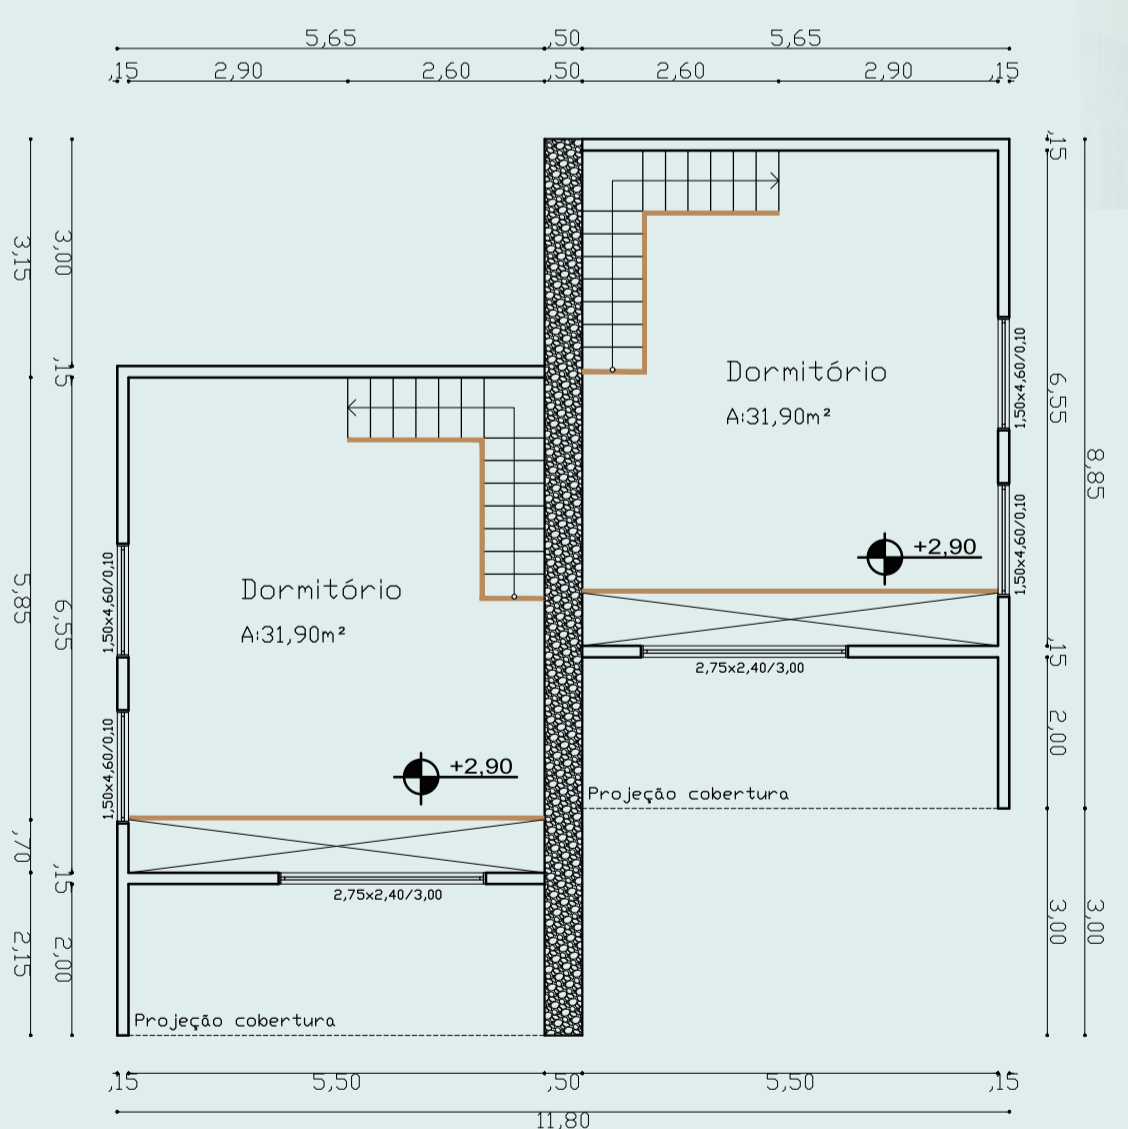 5,65 ,50 5,65
,15 2,90 2,60 ,50 2,60 2,90 ,15
3,15
3,00
,15
5,85
6,55
,70
,15
2,15
2,00
,15
6,55
8,85
,15
2,00
3,00
3,00
Dormitório
A:31,90m²
1,50x4,60/0,10
1,50x4,60/0,10
+2,90
2,75x2,40/3,00
Projeção cobertura
Dormitório
A:31,90m²
1,50x4,60/0,10
1,50x4,60/0,10
+2,90
2,75x2,40/3,00
Projeção cobertura
,15 5,50 ,50 5,50 ,15
11,80